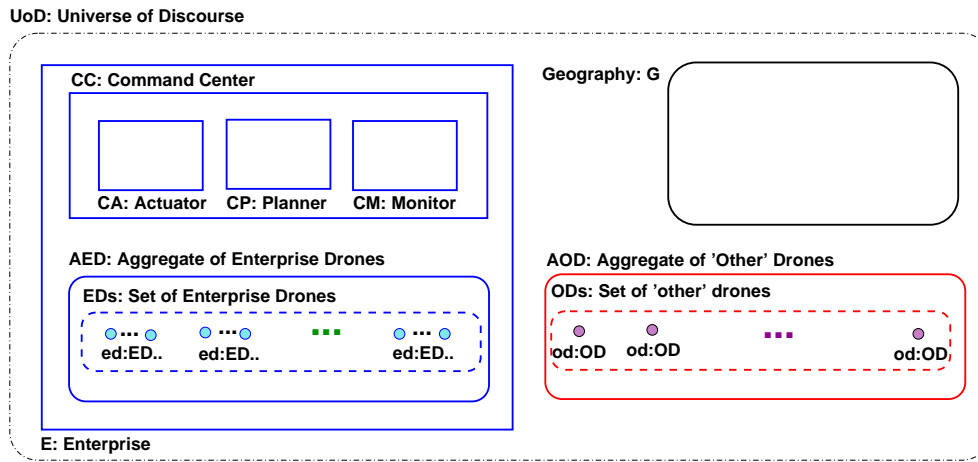 UoD: Universe of Discourse
CC: Command Center
Geography: G
CA: Actuator CP: Planner CM: Monitor
AED: Aggregate of Enterprise Drones
AOD: Aggregate of 'Other' Drones
EDs: Set of Enterprise Drones
ODs: Set of 'other' drones
... ... ... ... ...
ed:ED.. ed:ED.. ed:ED..
od:OD od:OD od:OD
E: Enterprise